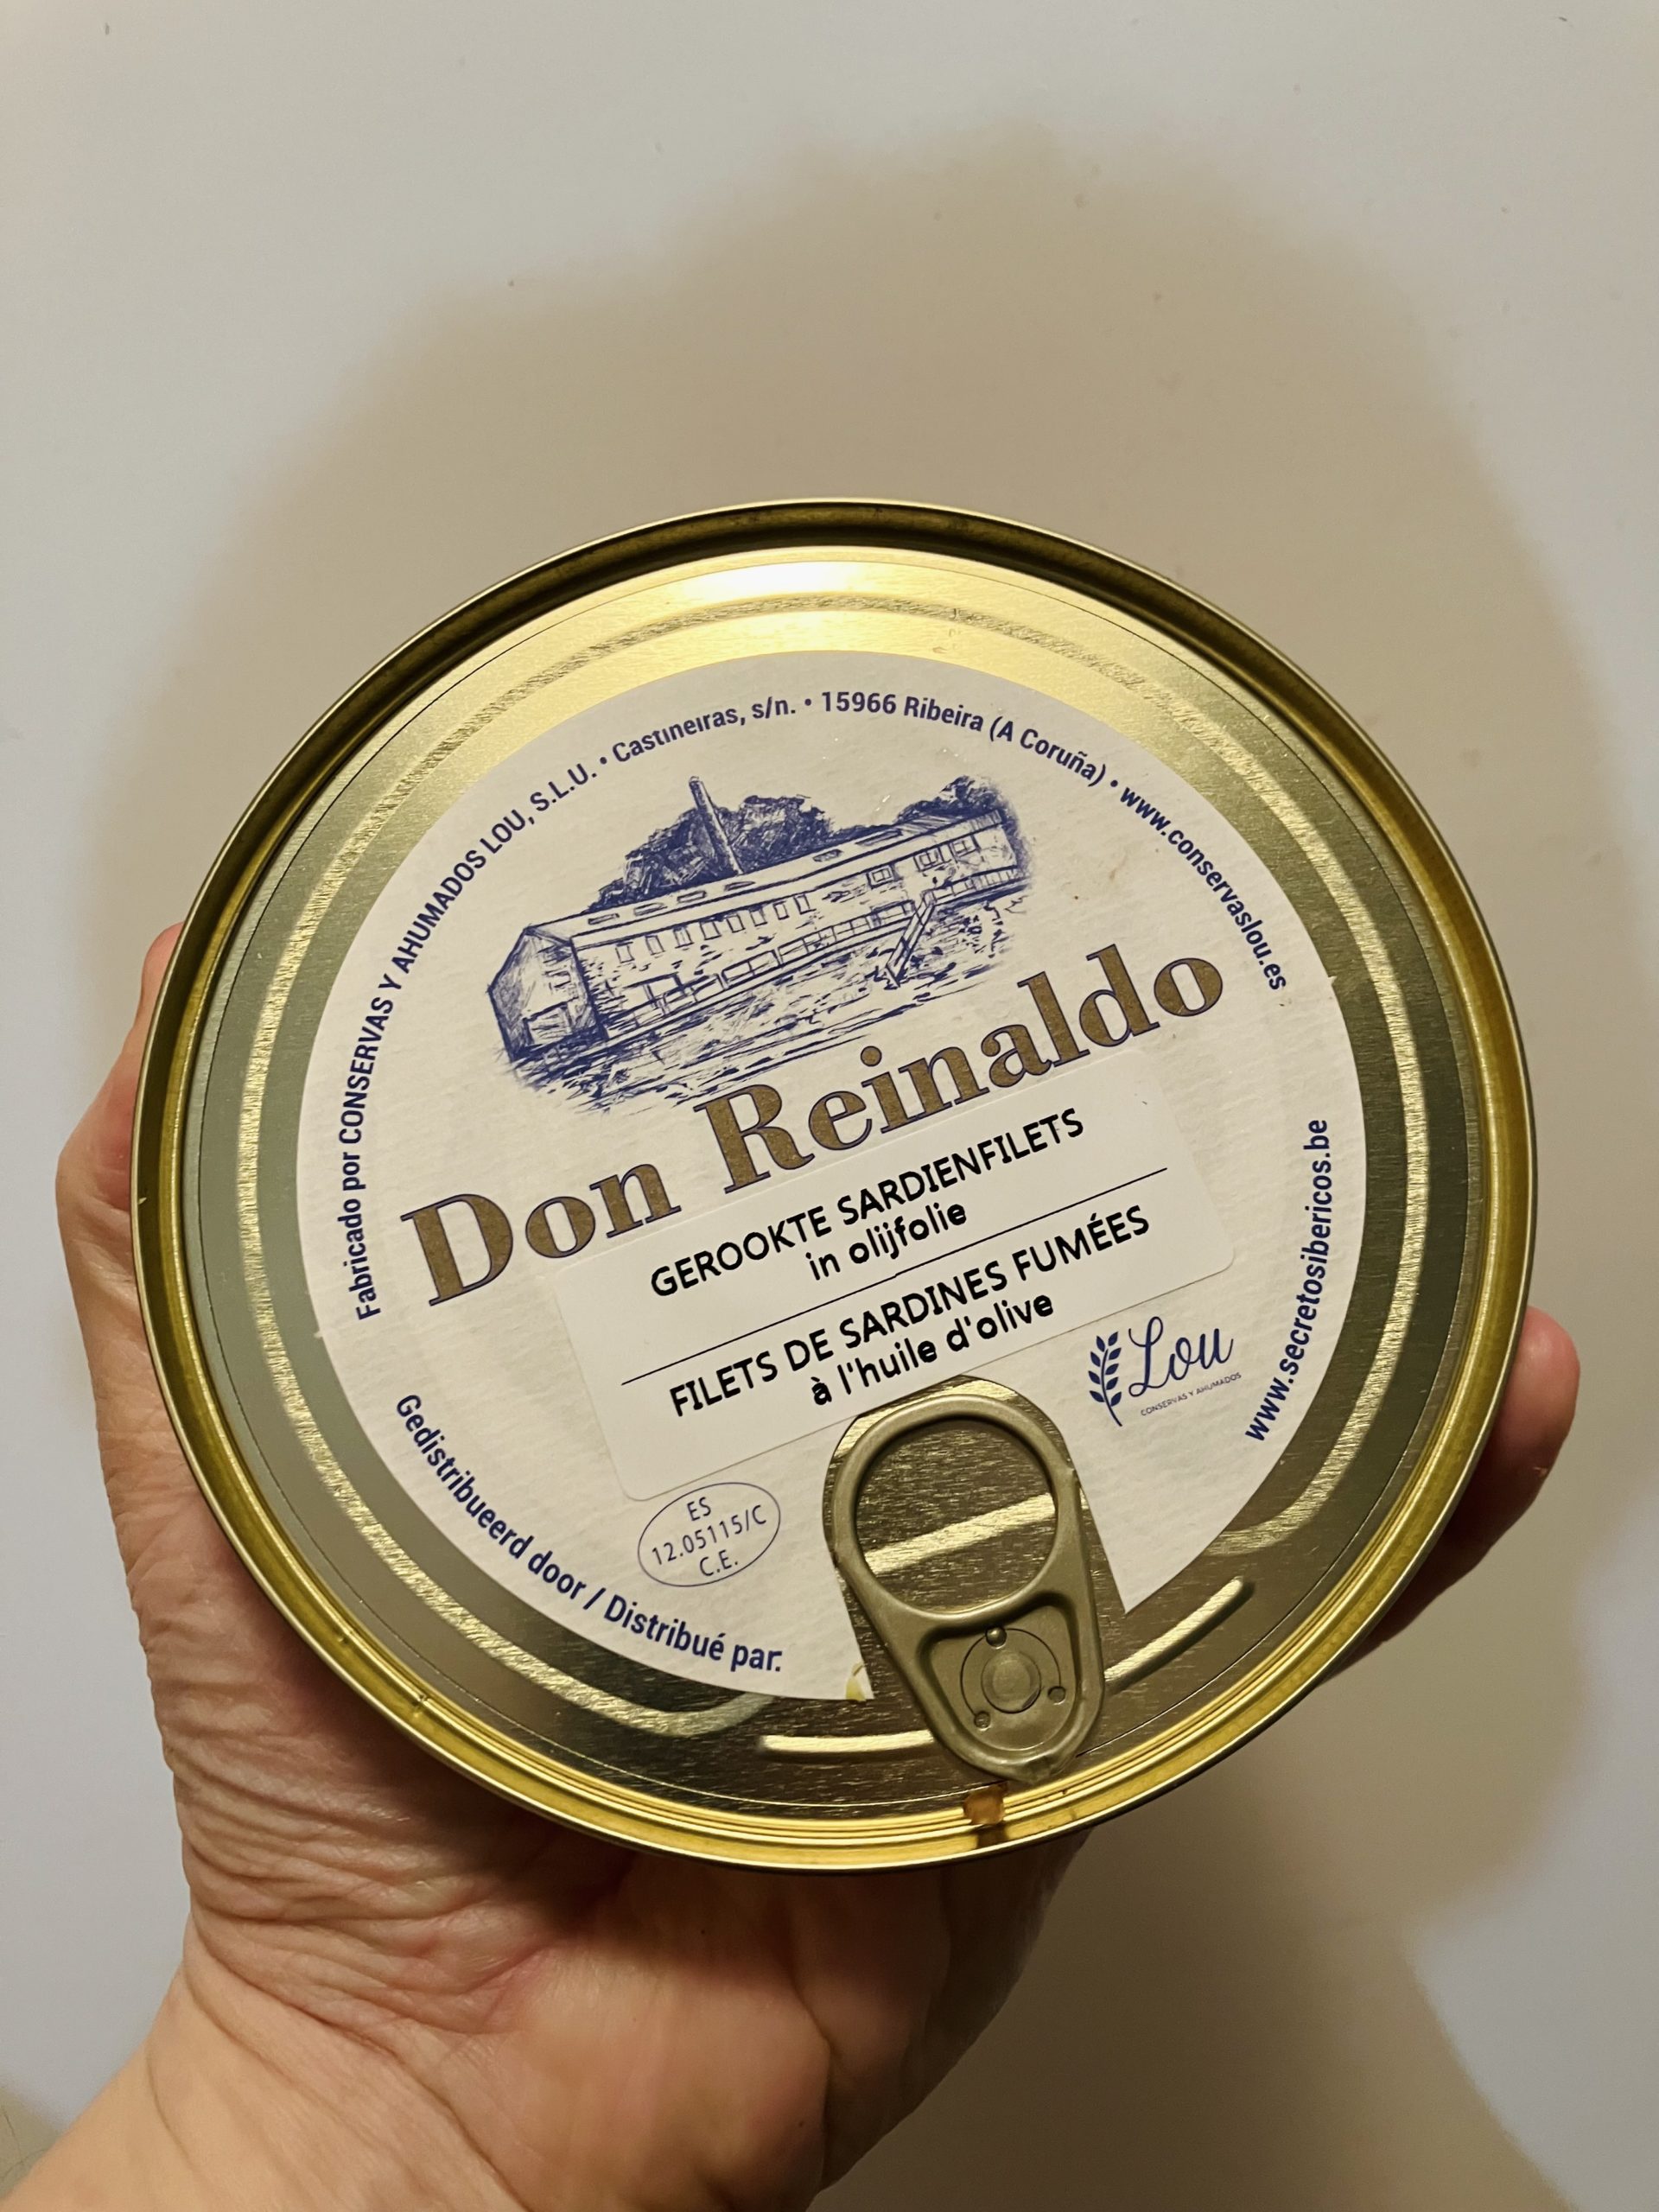 Fabricado por CONSERVAS Y AHUMADOS LOU, S.L.U. • Castineiras, s/n. • 15966 Ribeira (A Coruña) • www.conservaslou.es
Don Reinaldo
GEROOKTE SARDIENFILETS
in olijfolie
FILETS DE SARDINES FUMÉES
à l'huile d'olive
Lou
CONSERVAS Y AHUMADOS
ES
12.05115/C
C.E.
Gedistribueerd door / Distribué par:
www.secretosibericos.be